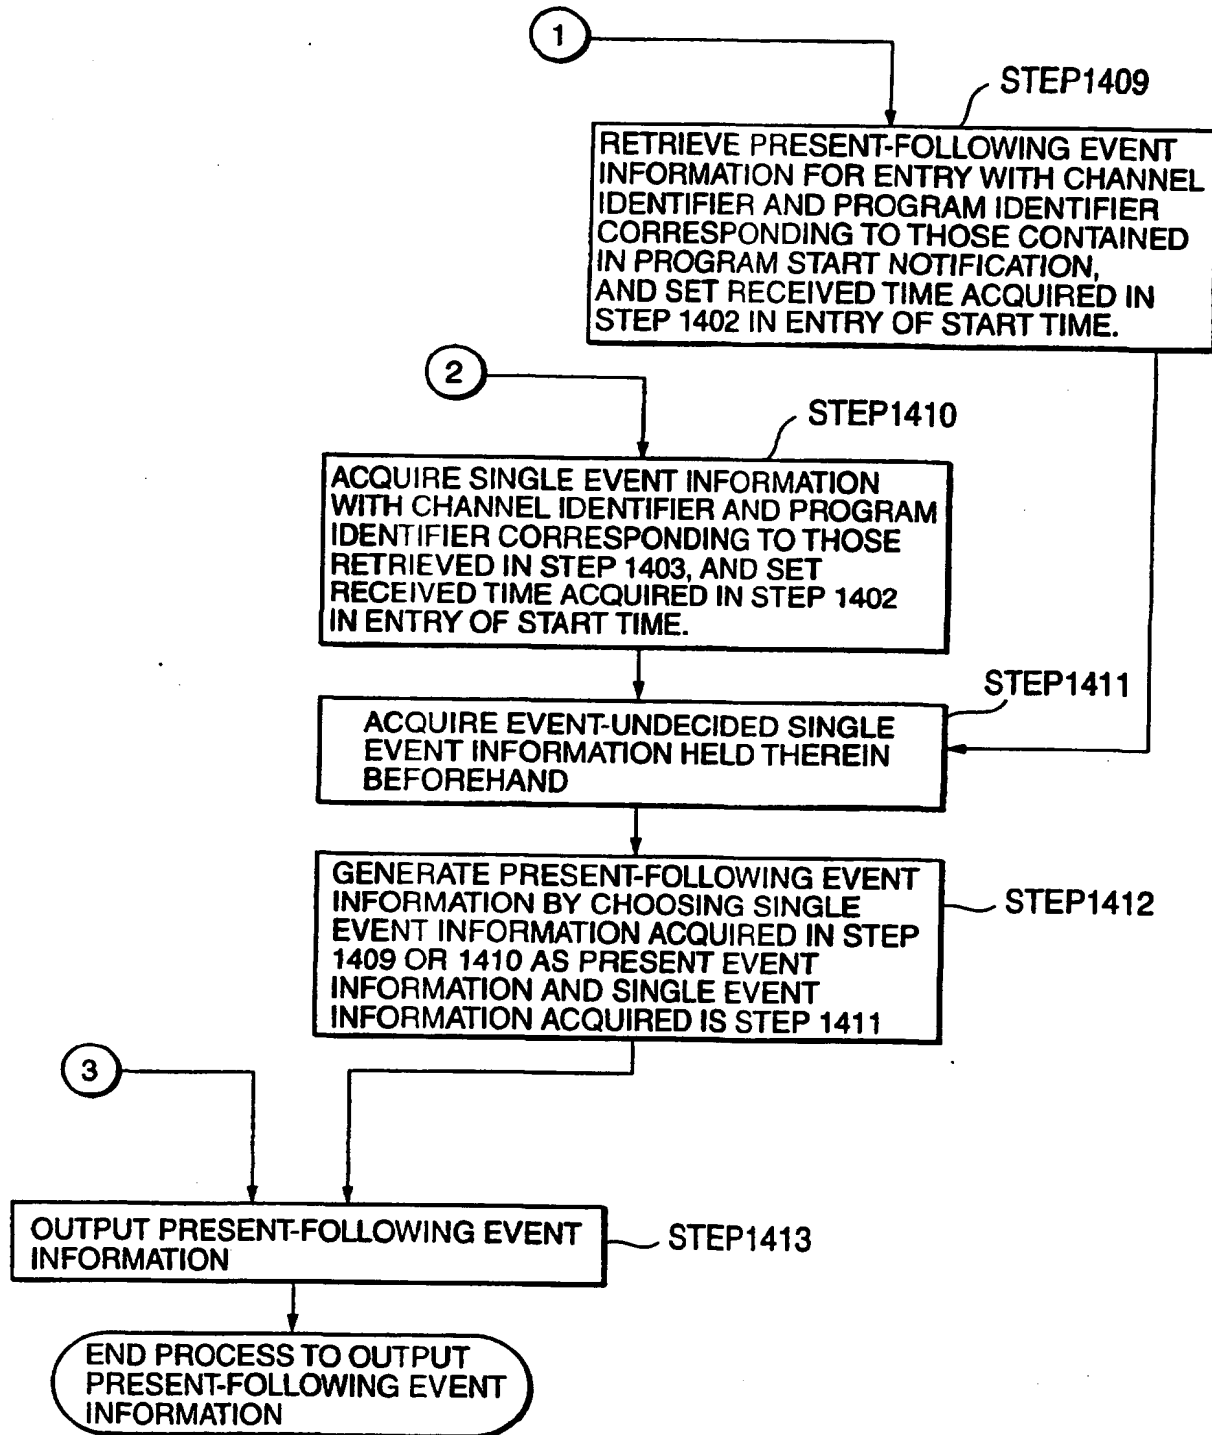 1
STEP1409
RETRIEVE PRESENT-FOLLOWING EVENT
INFORMATION FOR ENTRY WITH CHANNEL
IDENTIFIER AND PROGRAM IDENTIFIER
CORRESPONDING TO THOSE CONTAINED
IN PROGRAM START NOTIFICATION,
AND SET RECEIVED TIME ACQUIRED IN
STEP 1402 IN ENTRY OF START TIME.
2
STEP1410
ACQUIRE SINGLE EVENT INFORMATION
WITH CHANNEL IDENTIFIER AND PROGRAM
IDENTIFIER CORRESPONDING TO THOSE
RETRIEVED IN STEP 1403, AND SET
RECEIVED TIME ACQUIRED IN STEP 1402
IN ENTRY OF START TIME.
STEP1411
ACQUIRE EVENT-UNDECIDED SINGLE
EVENT INFORMATION HELD THEREIN
BEFOREHAND
GENERATE PRESENT-FOLLOWING EVENT
INFORMATION BY CHOOSING SINGLE
EVENT INFORMATION ACQUIRED IN STEP
1409 OR 1410 AS PRESENT EVENT
INFORMATION AND SINGLE EVENT
INFORMATION ACQUIRED IS STEP 1411
STEP1412
3
OUTPUT PRESENT-FOLLOWING EVENT
INFORMATION
STEP1413
END PROCESS TO OUTPUT
PRESENT-FOLLOWING EVENT
INFORMATION